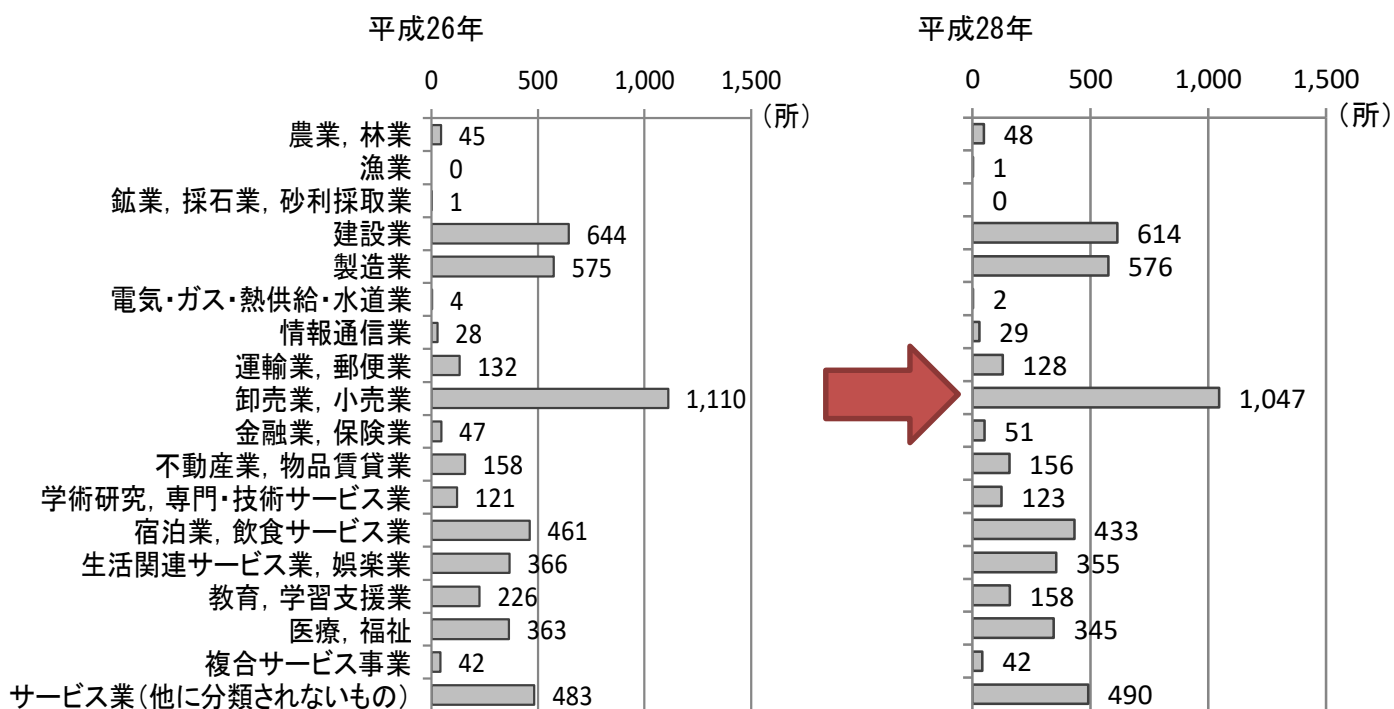 平成26年
平成28年
0 500 1,000 1,500
(所)
0 500 1,000 1,500
(所)
農業, 林業 45 48
漁業 0 1
鉱業, 採石業, 砂利採取業 1 0
建設業 644 614
製造業 575 576
電気・ガス・熱供給・水道業 4 2
情報通信業 28 29
運輸業, 郵便業 132 128
卸売業, 小売業 1,110 1,047
金融業, 保険業 47 51
不動産業, 物品賃貸業 158 156
学術研究, 専門・技術サービス業 121 123
宿泊業, 飲食サービス業 461 433
生活関連サービス業, 娯楽業 366 355
教育, 学習支援業 226 158
医療, 福祉 363 345
複合サービス事業 42 42
サービス業(他に分類されないもの) 483 490